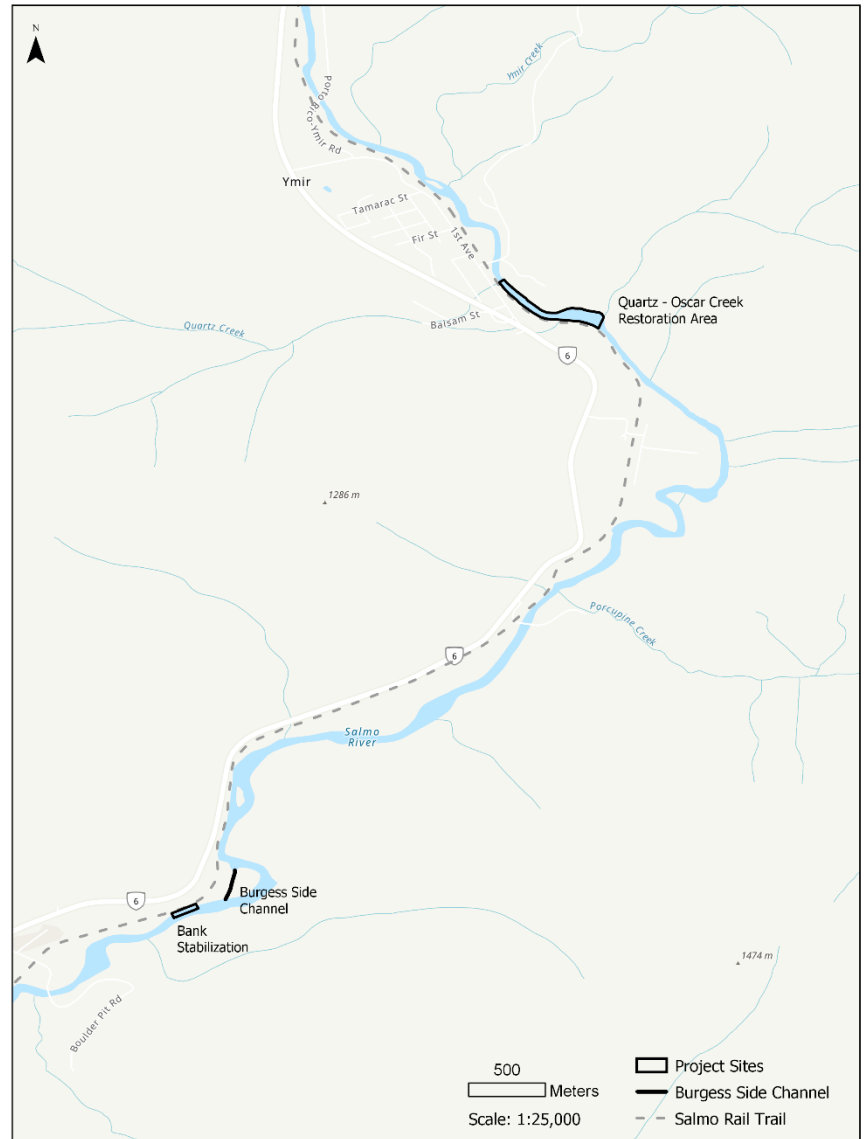 N
Ymir Creek
Porto Rico-Ymir Rd
Ymir
Tamarac St
Fir St
1st Ave
Quartz - Oscar Creek
Restoration Area
Quartz Creek
Balsam St
6
1286 m
Porcupine Creek
6
Salmo
River
Burgess Side
Channel
6
Bank
Stabilization
1474 m
Boulder Pit Rd
500
Meters
Scale: 1:25,000
Project Sites
Burgess Side Channel
Salmo Rail Trail